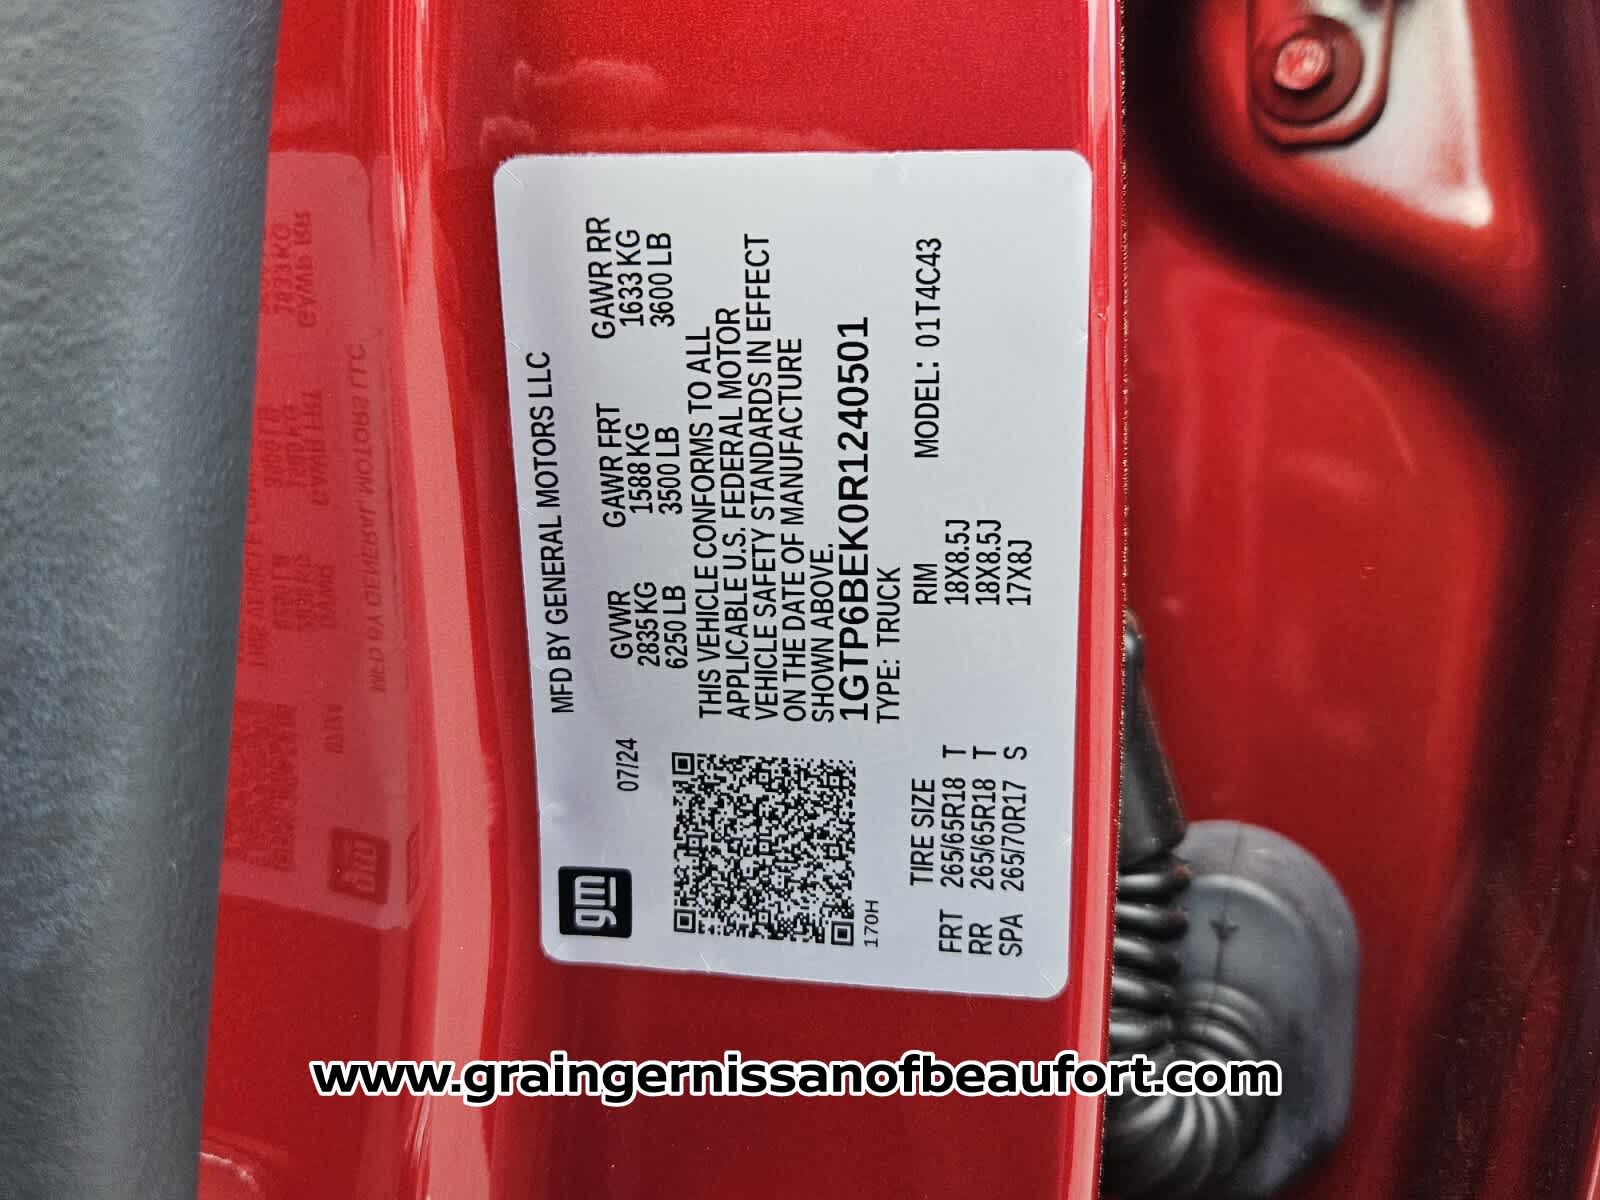 gm
MFD BY GENERAL MOTORS LLC
07/24
GVWR GAWR FRT GAWR RR
2835 KG 1588 KG 1633 KG
6250 LB 3500 LB 3600 LB
THIS VEHICLE CONFORMS TO ALL
APPLICABLE U.S. FEDERAL MOTOR
VEHICLE SAFETY STANDARDS IN EFFECT
ON THE DATE OF MANUFACTURE
SHOWN ABOVE.
1GTP6BEK0R1240501
TYPE: TRUCK
170H
MODEL: 01T4C43
TIRE SIZE RIM
FRT 265/65R18 T 18X8.5J
RR 265/65R18 T 18X8.5J
SPA 265/70R17 S 17X8J
www.graingernissanofbeaufort.com